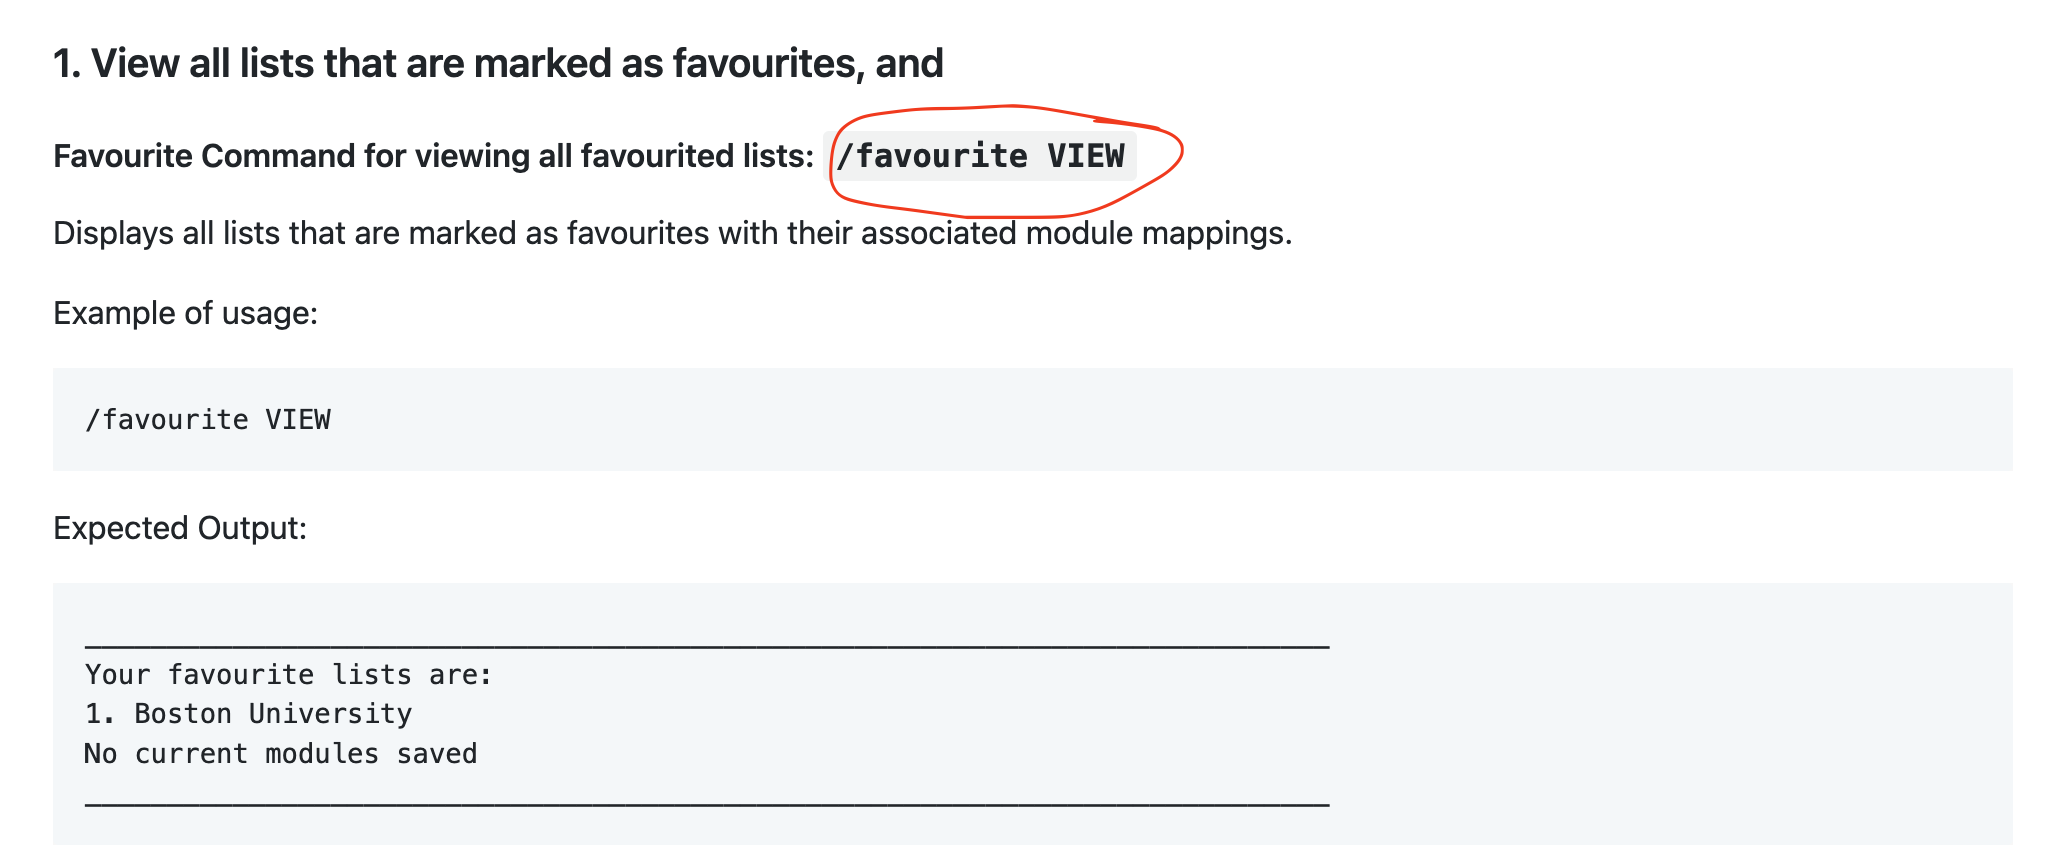 1. View all lists that are marked as favourites, and
Favourite Command for viewing all favourited lists: /favourite VIEW
Displays all lists that are marked as favourites with their associated module mappings.
Example of usage:
/favourite VIEW
Expected Output:
Your favourite lists are:
1. Boston University
No current modules saved